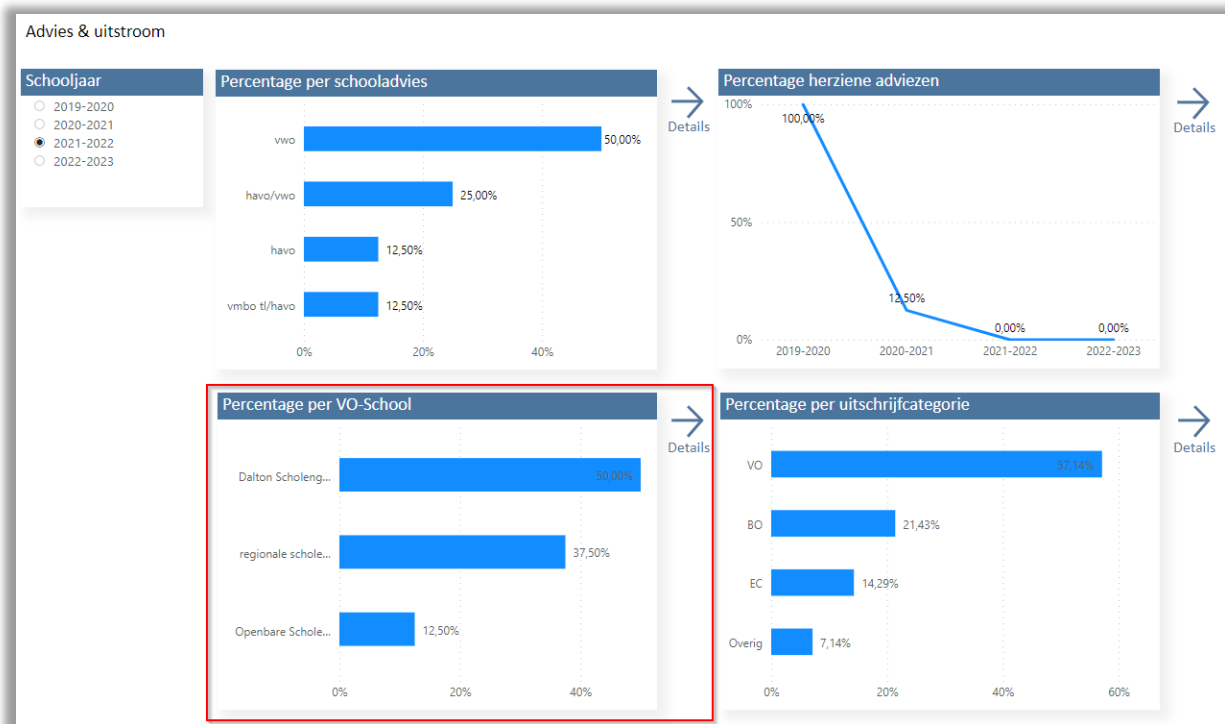 Advies & uitstroom
Schooljaar
2019-2020
2020-2021
2021-2022
2022-2023
Percentage per schooladvies
vwo
50,00%
havo/vwo
25,00%
havo
12,50%
vmbo tl/havo
12,50%
0%
20%
40%
Details
Percentage herziene adviezen
100%
100,00%
50%
12,50%
0,00%
0,00%
0%
2019-2020
2020-2021
2021-2022
2022-2023
Details
Percentage per VO-School
Dalton Scholeng...
50,00%
regionale schole...
37,50%
Openbare Schole...
12,50%
0%
20%
40%
Details
Percentage per uitschrijfcategorie
VO
57,14%
BO
21,43%
EC
14,29%
Overig
7,14%
0%
20%
40%
60%
Details